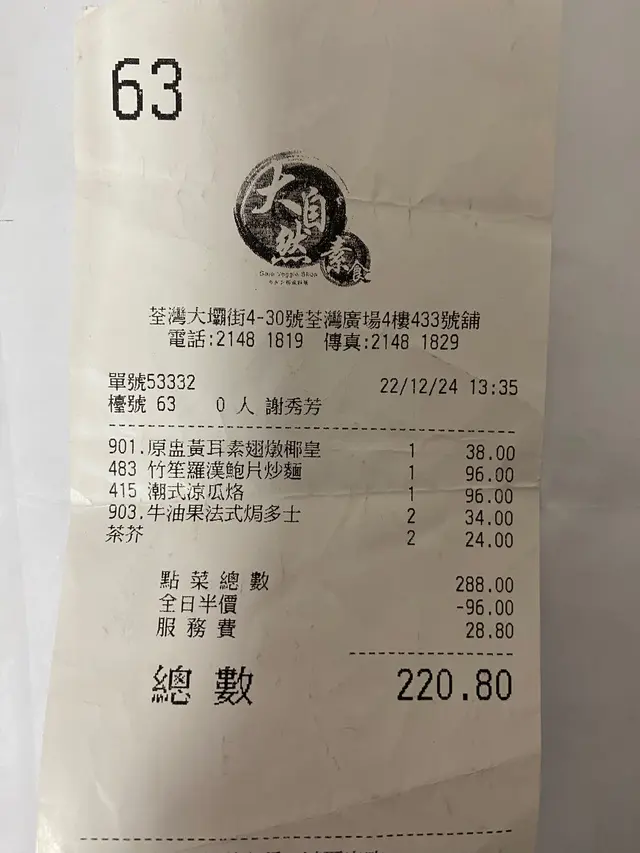 63
大自然
素食
Gaia Veggie Shop
荃灣大壩街4-30號荃灣廣場4樓433號舖
電話:2148 1819 傳真:2148 1829
單號53332 22/12/24 13:35
檯號 63 0 人 謝秀芳
901.原盅黃耳素翅燉椰皇 1 38.00
483 竹笙羅漢鮑片炒麵 1 96.00
415 潮式涼瓜烙 1 96.00
903.牛油果法式焗多士 2 34.00
茶芥 2 24.00
點菜總數 288.00
全日半價 -96.00
服務費 28.80
總數 220.80